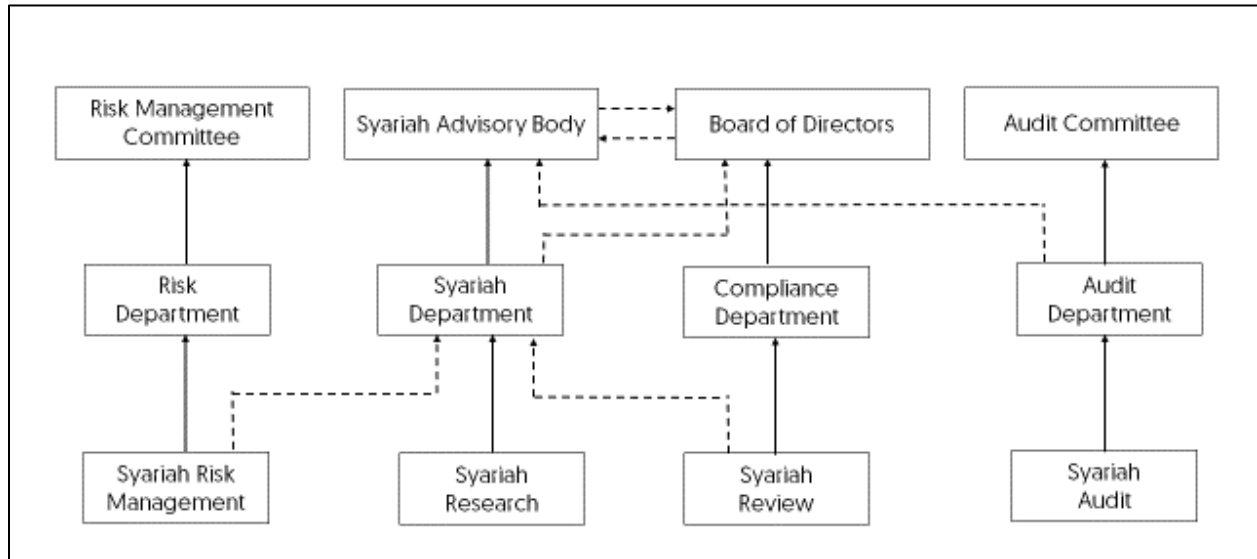 Risk Management
Committee
Syariah Advisory Body
Board of Directors
Audit Committee
Risk
Department
Syariah
Department
Compliance
Department
Audit
Department
Syariah Risk
Management
Syariah
Research
Syariah
Review
Syariah
Audit